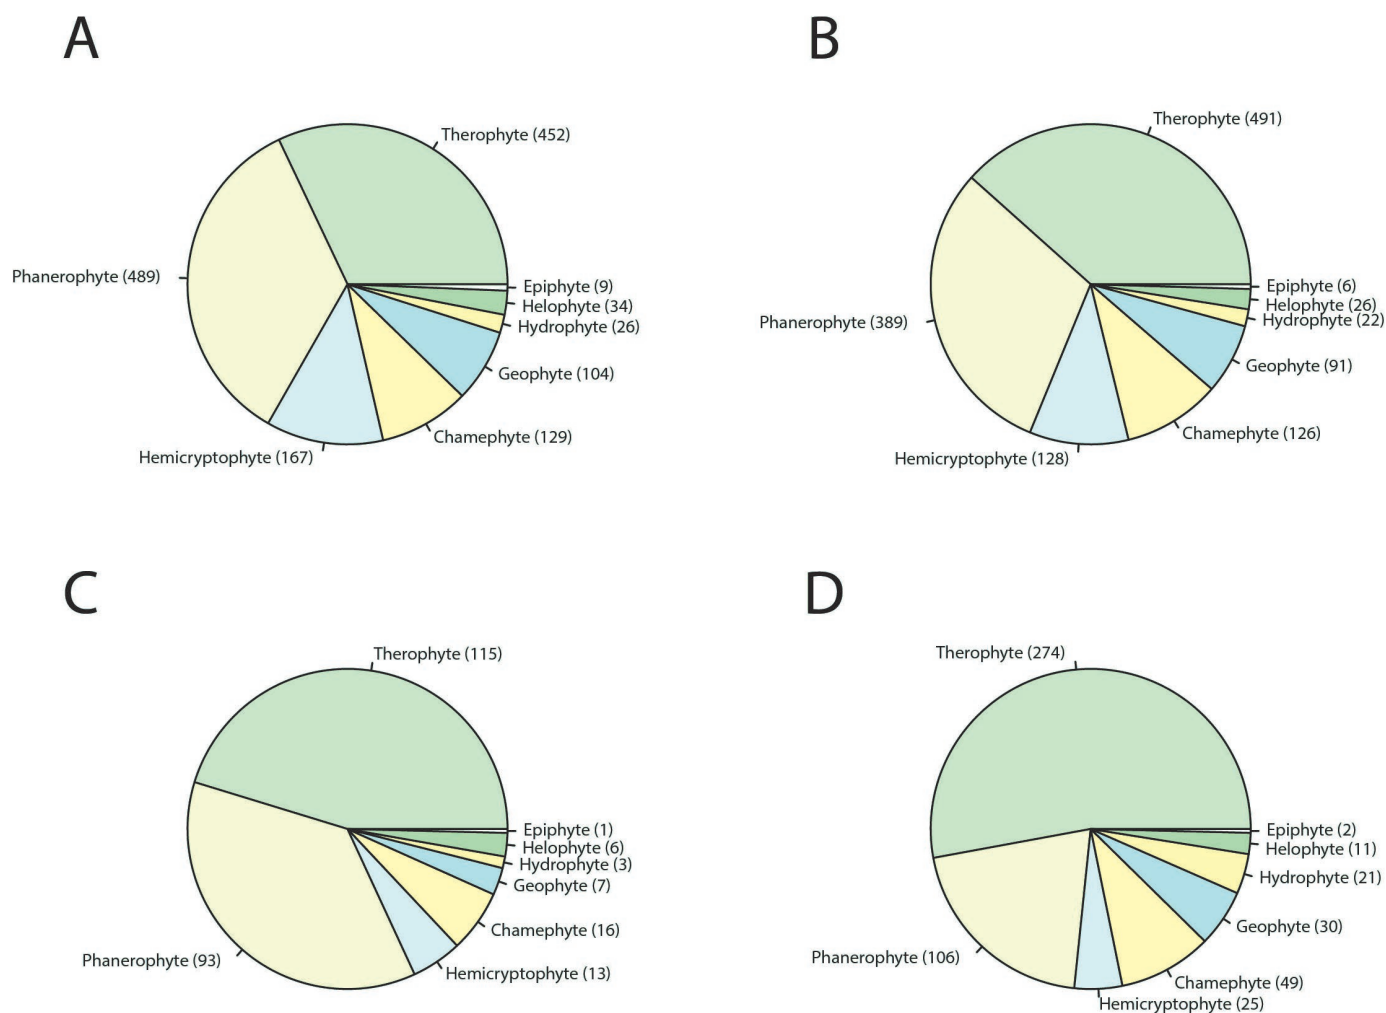 A
Therophyte (452)
Phanerophyte (489)
Epiphyte (9)
Helophyte (34)
Hydrophyte (26)
Geophyte (104)
Chamephyte (129)
Hemicryptophyte (167)
B
Therophyte (491)
Phanerophyte (389)
Epiphyte (6)
Helophyte (26)
Hydrophyte (22)
Geophyte (91)
Chamephyte (126)
Hemicryptophyte (128)
C
Therophyte (115)
Phanerophyte (93)
Epiphyte (1)
Helophyte (6)
Hydrophyte (3)
Geophyte (7)
Chamephyte (16)
Hemicryptophyte (13)
D
Therophyte (274)
Phanerophyte (106)
Epiphyte (2)
Helophyte (11)
Hydrophyte (21)
Geophyte (30)
Chamephyte (49)
Hemicryptophyte (25)